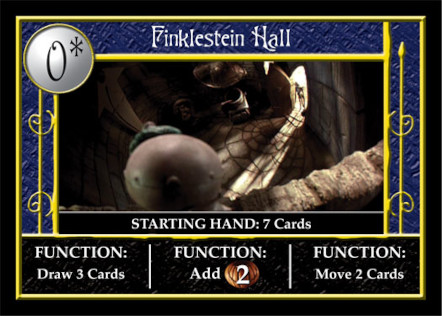 Finklestein Hall
0*
STARTING HAND: 7 Cards
FUNCTION:
Draw 3 Cards
FUNCTION:
Add 2
FUNCTION:
Move 2 Cards